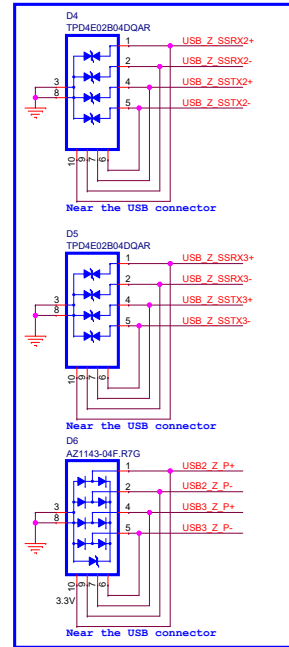 D4
TPD4E02B04DQAR
1 USB_Z_SSRX2+
2 USB_Z_SSRX2-
3 4 USB_Z_SSTX2+
8 5 USB_Z_SSTX2-
10 9 7 6
Near the USB connector
D5
TPD4E02B04DQAR
1 USB_Z_SSRX3+
2 USB_Z_SSRX3-
3 4 USB_Z_SSTX3+
8 5 USB_Z_SSTX3-
10 9 7 6
Near the USB connector
D6
AZ1143-04F.R7G
1 USB2_Z_P+
2 USB2_Z_P-
3 4 USB3_Z_P+
8 5 USB3_Z_P-
10 9 7 6
3.3V
Near the USB connector